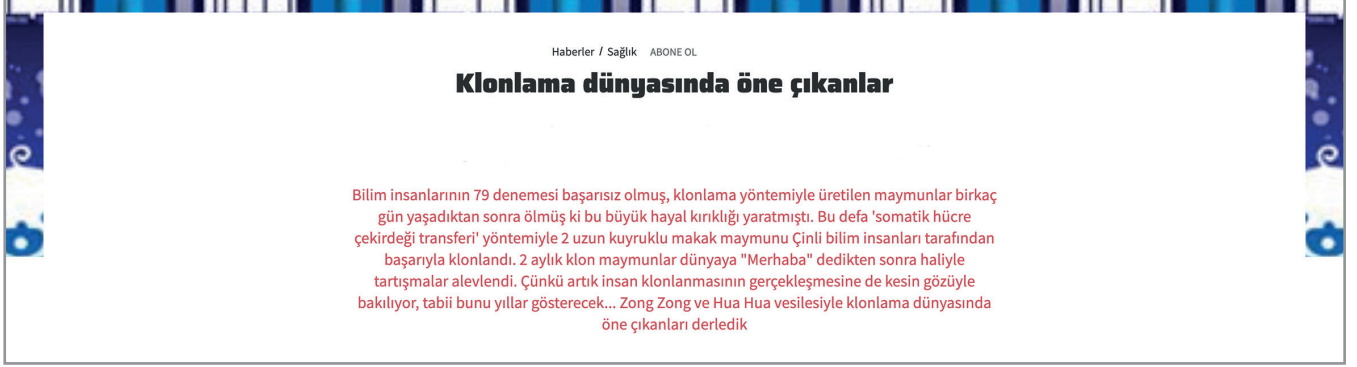 Haberler / Sağlık ABONE OL
Klonlama dünyasında öne çıkanlar
Bilim insanlarının 79 denemesi başarısız olmuş, klonlama yöntemiyle üretilen maymunlar birkaç
gün yaşadıktan sonra ölmüş ki bu büyük hayal kırıklığı yaratmıştı. Bu defa 'somatik hücre
çekirdeği transferi' yöntemiyle 2 uzun kuyruklu makak maymunu Çinli bilim insanları tarafından
başarıyla klonlandı. 2 aylık klon maymunlar dünyaya "Merhaba" dedikten sonra haliyle
tartışmalar alevlendi. Çünkü artık insan klonlanmasının gerçekleşmesine de kesin gözüyle
bakılıyor, tabii bunu yıllar gösterecek... Zong Zong ve Hua Hua vesilesiyle klonlama dünyasında
öne çıkanları derledik